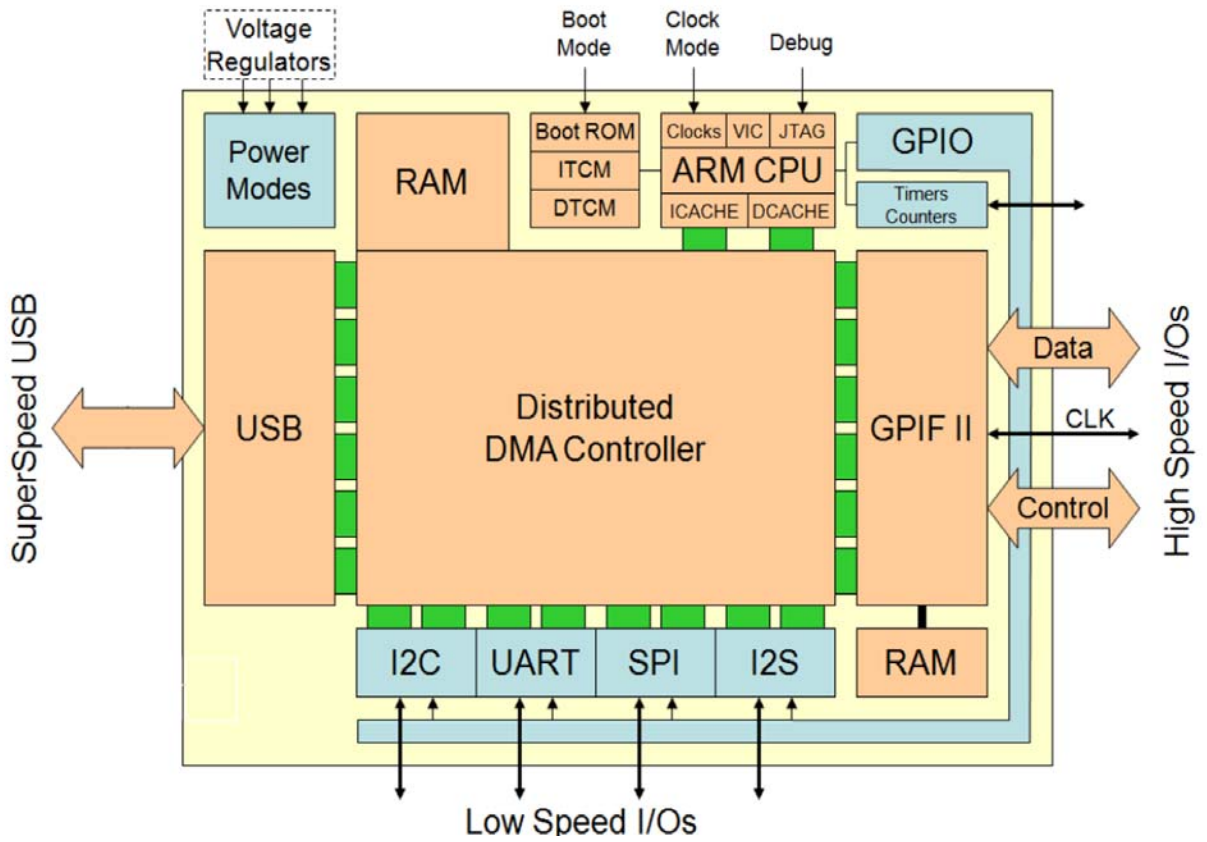 Voltage
Regulators
Boot
Mode
Clock
Mode
Debug
Power
Modes
RAM
Boot ROM
ITCM
DTCM
Clocks
VIC
JTAG
ARM CPU
ICACHE
DCACHE
GPIO
Timers
Counters
SuperSpeed USB
USB
Distributed
DMA Controller
GPIF II
Data
CLK
Control
High Speed I/Os
I2C
UART
SPI
I2S
RAM
Low Speed I/Os